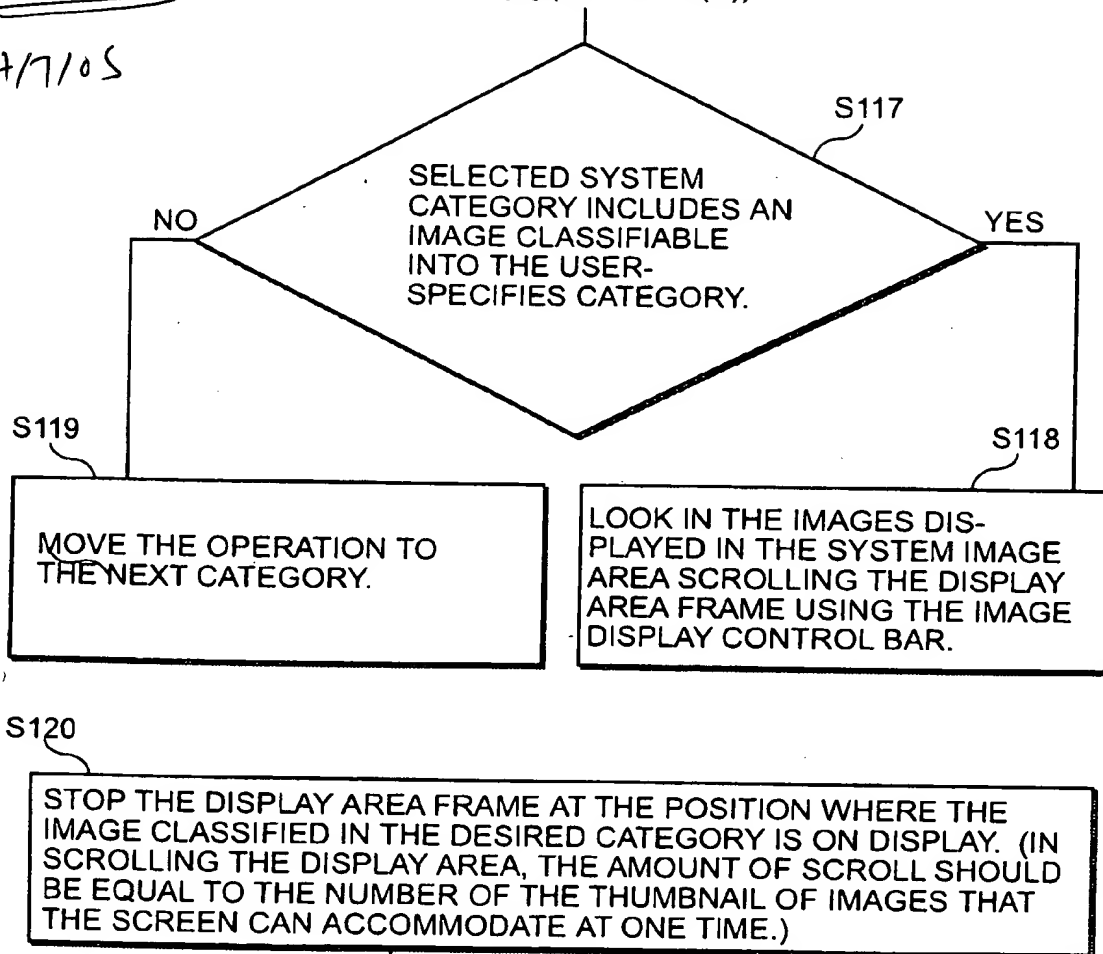 7/05
S117
SELECTED SYSTEM
CATEGORY INCLUDES AN
IMAGE CLASSIFIABLE
INTO THE USER-
SPECIFIES CATEGORY.
NO
YES
S119
S118
MOVE THE OPERATION TO
THE NEXT CATEGORY.
LOOK IN THE IMAGES DIS-
PLAYED IN THE SYSTEM IMAGE
AREA SCROLLING THE DISPLAY
AREA FRAME USING THE IMAGE
DISPLAY CONTROL BAR.
S120
STOP THE DISPLAY AREA FRAME AT THE POSITION WHERE THE
IMAGE CLASSIFIED IN THE DESIRED CATEGORY IS ON DISPLAY. (IN
SCROLLING THE DISPLAY AREA, THE AMOUNT OF SCROLL SHOULD
BE EQUAL TO THE NUMBER OF THE THUMBNAIL OF IMAGES THAT
THE SCREEN CAN ACCOMMODATE AT ONE TIME.)